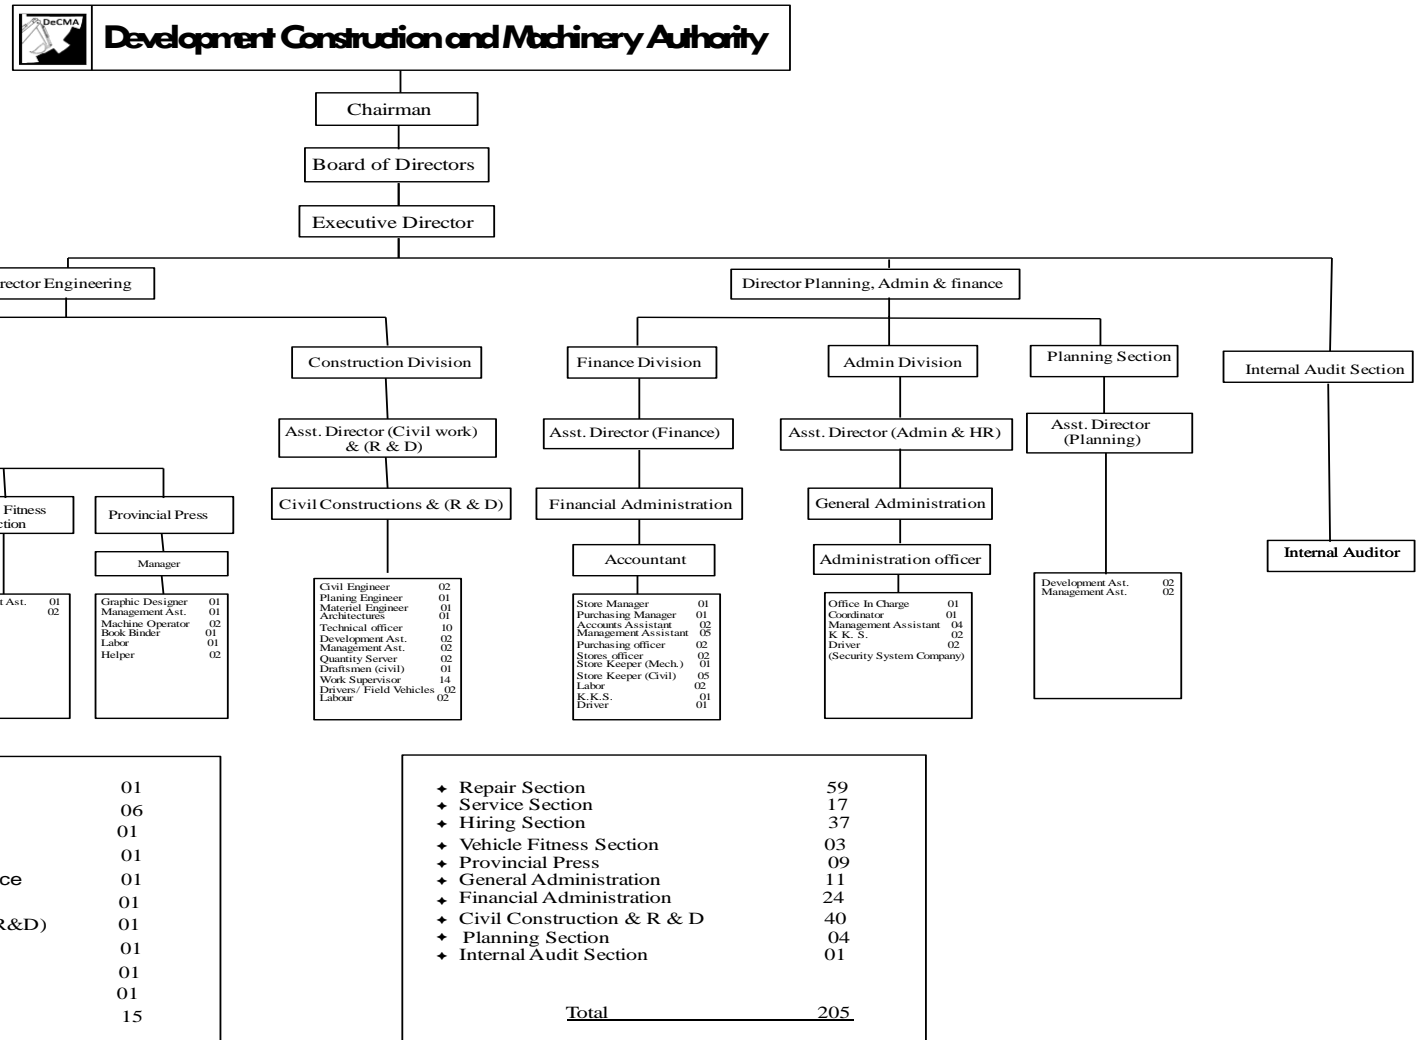 DeCMA
Development Construction and Machinery Authority
Chairman
Board of Directors
Executive Director
rector Engineering
Director Planning, Admin & finance
Construction Division
Finance Division
Admin Division
Planning Section
Internal Audit Section
Asst. Director (Civil work)
& (R & D)
Asst. Director (Finance)
Asst. Director (Admin & HR)
Asst. Director
(Planning)
Fitness
ction
Provincial Press
Civil Constructions & (R & D)
Financial Administration
General Administration
Manager
Accountant
Administration officer
Internal Auditor
t Ast. 01
02
Graphic Designer 01
Management Ast. 01
Machine Operator 02
Book Binder 01
Labor 01
Helper 02
Civil Engineer 02
Planing Engineer 01
Materiel Engineer 01
Architectures 01
Technical officer 10
Development Ast. 02
Management Ast. 02
Quantity Server 02
Draftsmen (civil) 01
Work Supervisor 14
Drivers/ Field Vehicles 02
Labour 02
Store Manager 01
Purchasing Manager 01
Accounts Assistant 02
Management Assistant 05
Purchasing officer 02
Stores officer 02
Store Keeper (Mech.) 01
Store Keeper (Civil) 05
Labor 02
K.K.S. 01
Driver 01
Office In Charge 01
Coordinator 01
Management Assistant 04
K K. S. 02
Driver 02
(Security System Company)
Development Ast. 02
Management Ast. 02
01
06
01
01
ce 01
01
R&D) 01
01
01
01
15
Repair Section 59
Service Section 17
Hiring Section 37
Vehicle Fitness Section 03
Provincial Press 09
General Administration 11
Financial Administration 24
Civil Construction & R & D 40
Planning Section 04
Internal Audit Section 01
Total 205